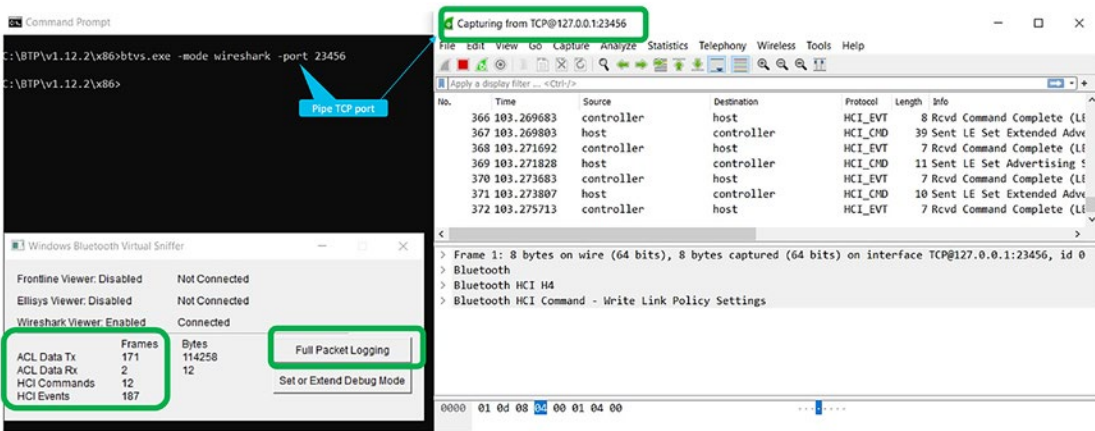 Command Prompt
C:\BTP\v1.12.2\x86>btvs.exe -mode wireshark -port 23456
C:\BTP\v1.12.2\x86>
Pipe TCP port
Capturing from TCP@127.0.0.1:23456
File Edit View Go Capture Analyze Statistics Telephony Wireless Tools Help
Apply a display filter ... <Ctrl-/>
No. Time Source Destination Protocol Length Info
366 103.269683 controller host HCI_EVT 8 Rcvd Command Complete (LE
367 103.269803 host controller HCI_CMD 39 Sent LE Set Extended Adve
368 103.271692 controller host HCI_EVT 7 Rcvd Command Complete (LE
369 103.271828 host controller HCI_CMD 11 Sent LE Set Advertising S
370 103.273683 controller host HCI_EVT 7 Rcvd Command Complete (LE
371 103.273807 host controller HCI_CMD 10 Sent LE Set Extended Adve
372 103.275713 controller host HCI_EVT 7 Rcvd Command Complete (LE
Frame 1: 8 bytes on wire (64 bits), 8 bytes captured (64 bits) on interface TCP@127.0.0.1:23456, id 0
Bluetooth
Bluetooth HCI H4
Bluetooth HCI Command - Write Link Policy Settings
0000 01 0d 08 04 00 01 04 00 ........
Windows Bluetooth Virtual Sniffer
Frontline Viewer: Disabled Not Connected
Ellisys Viewer: Disabled Not Connected
Wireshark Viewer: Enabled Connected
Frames Bytes
ACL Data Tx 171 114258
ACL Data Rx 2 12
HCI Commands 12
HCI Events 187
Full Packet Logging
Set or Extend Debug Mode